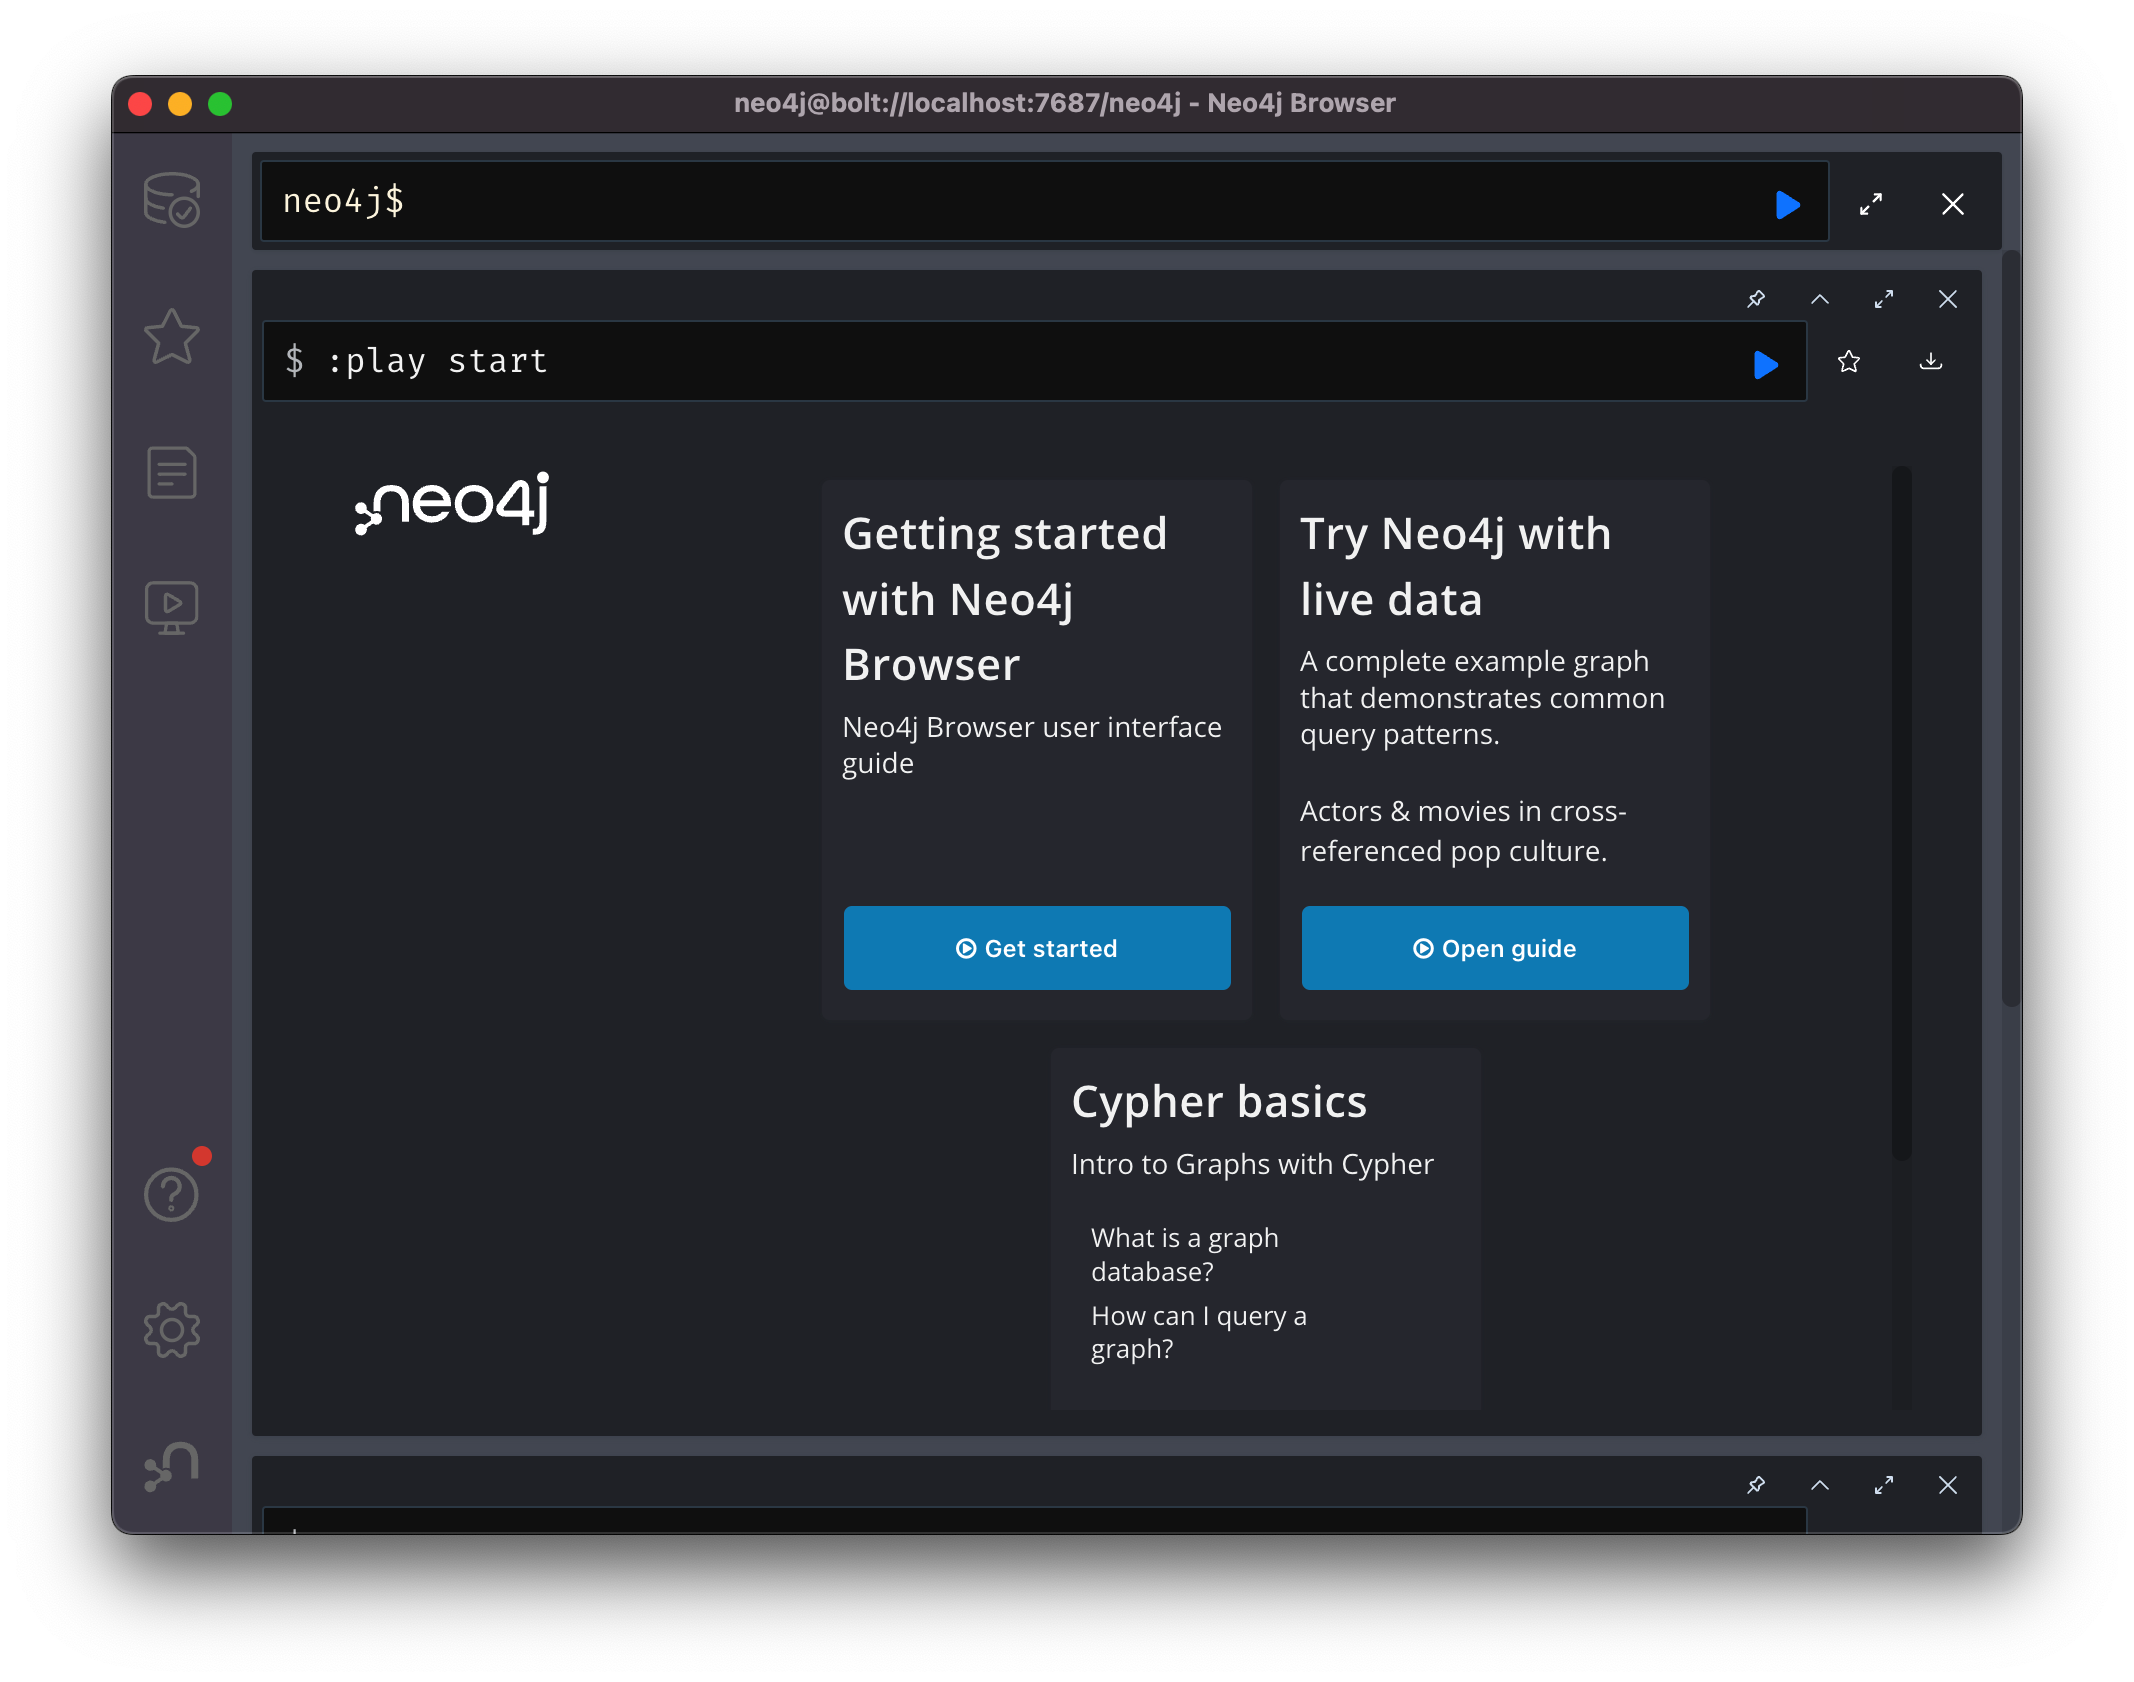 neo4j@bolt://localhost:7687/neo4j - Neo4j Browser
neo4j$
$ :play start
neo4j
Getting started
with Neo4j
Browser
Neo4j Browser user interface
guide
Get started
Try Neo4j with
live data
A complete example graph
that demonstrates common
query patterns.
Actors & movies in cross-
referenced pop culture.
Open guide
Cypher basics
Intro to Graphs with Cypher
What is a graph
database?
How can I query a
graph?